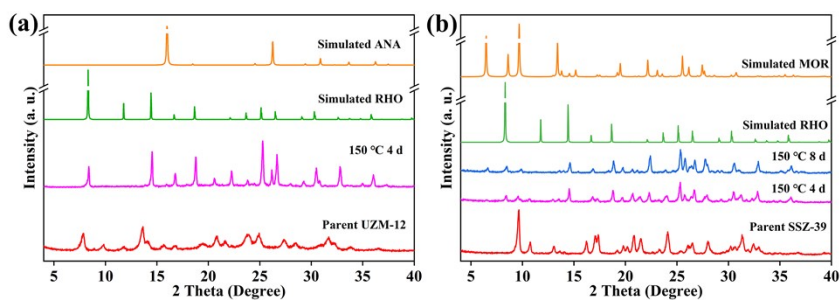 (a)
Simulated ANA
Simulated RHO
150 °C 4 d
Parent UZM-12
Intensity (a. u.)
5 10 15 20 25 30 35 40
2 Theta (Degree)
(b)
Simulated MOR
Simulated RHO
150 °C 8 d
150 °C 4 d
Parent SSZ-39
Intensity (a. u.)
5 10 15 20 25 30 35 40
2 Theta (Degree)